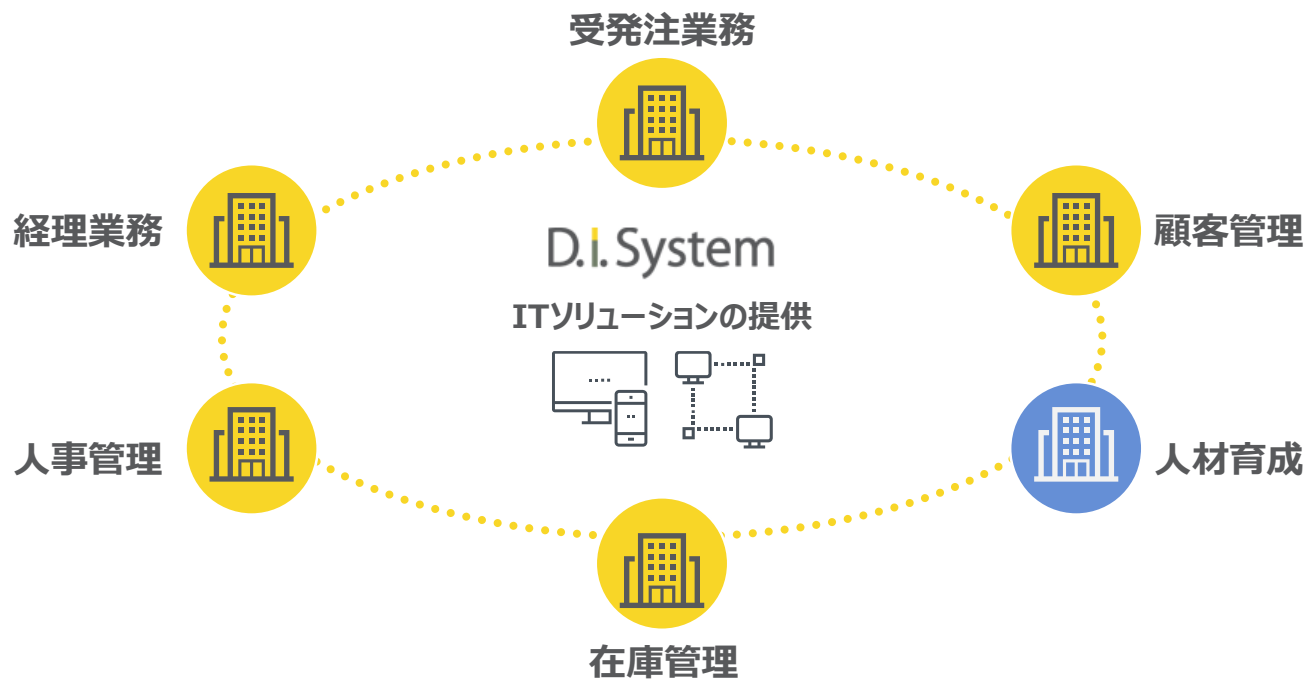 受発注業務
経理業務
顧客管理
D.i.System
ITソリューションの提供
人事管理
人材育成
在庫管理